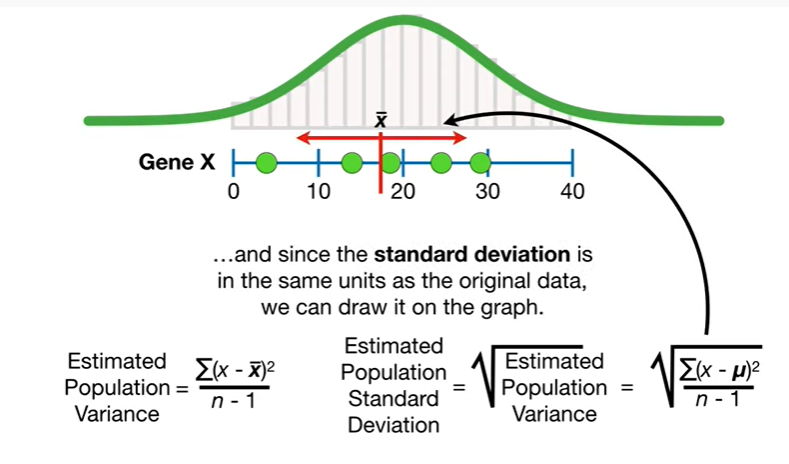 x̄
Gene X
0 10 20 30 40
...and since the standard deviation is
in the same units as the original data,
we can draw it on the graph.
Estimated
Population
Variance
= Σ(x - x̄)²
n - 1
Estimated
Population
Standard
Deviation
= √
Estimated
Population
Variance
= √
Σ(x - μ)²
n - 1